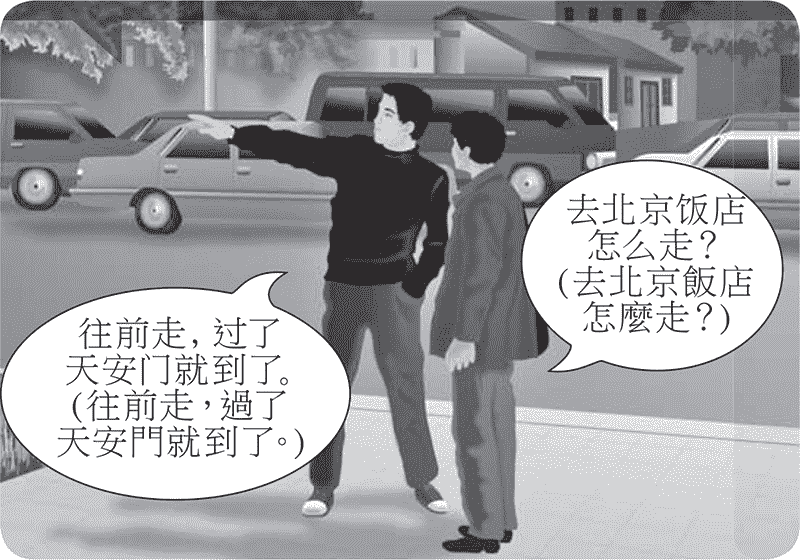 去北京饭店
怎么走？
(去北京飯店
怎麼走？)
往前走, 过了
天安门就到了。
(往前走，過了
天安門就到了。)